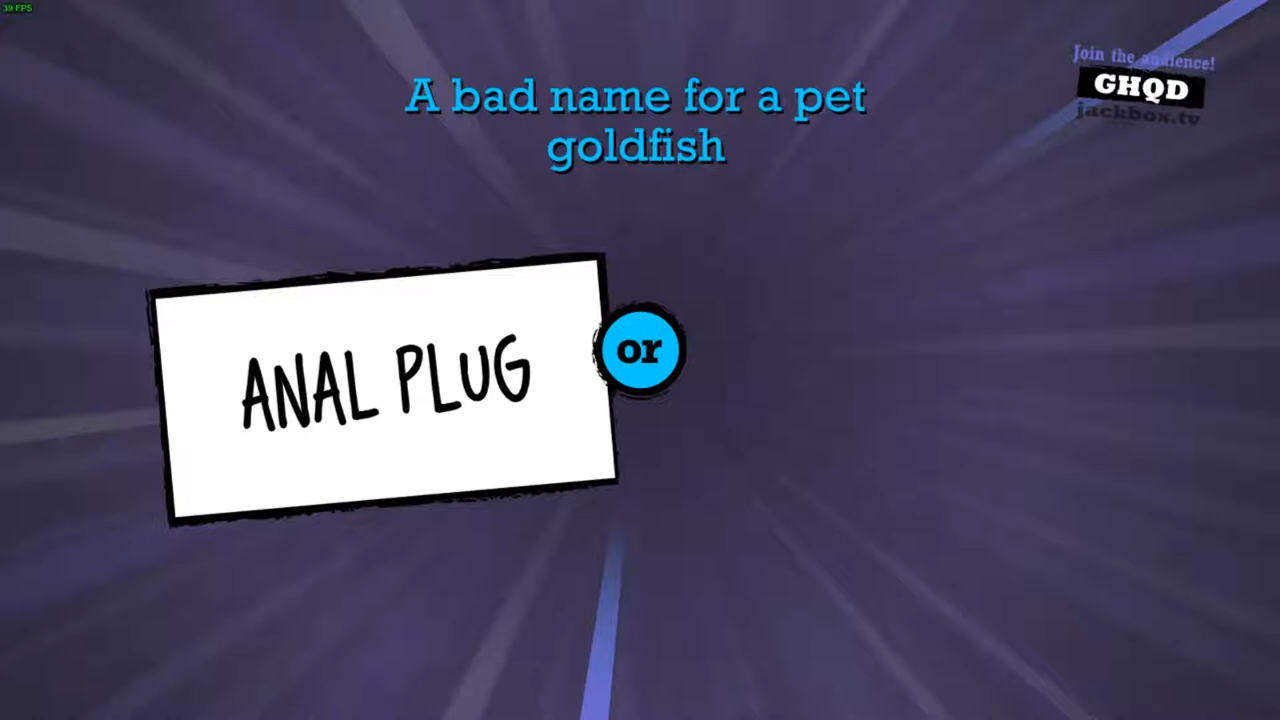 39 FPS
Join the audience!
GHQD
jackbox.tv
A bad name for a pet
goldfish
ANAL PLUG
or